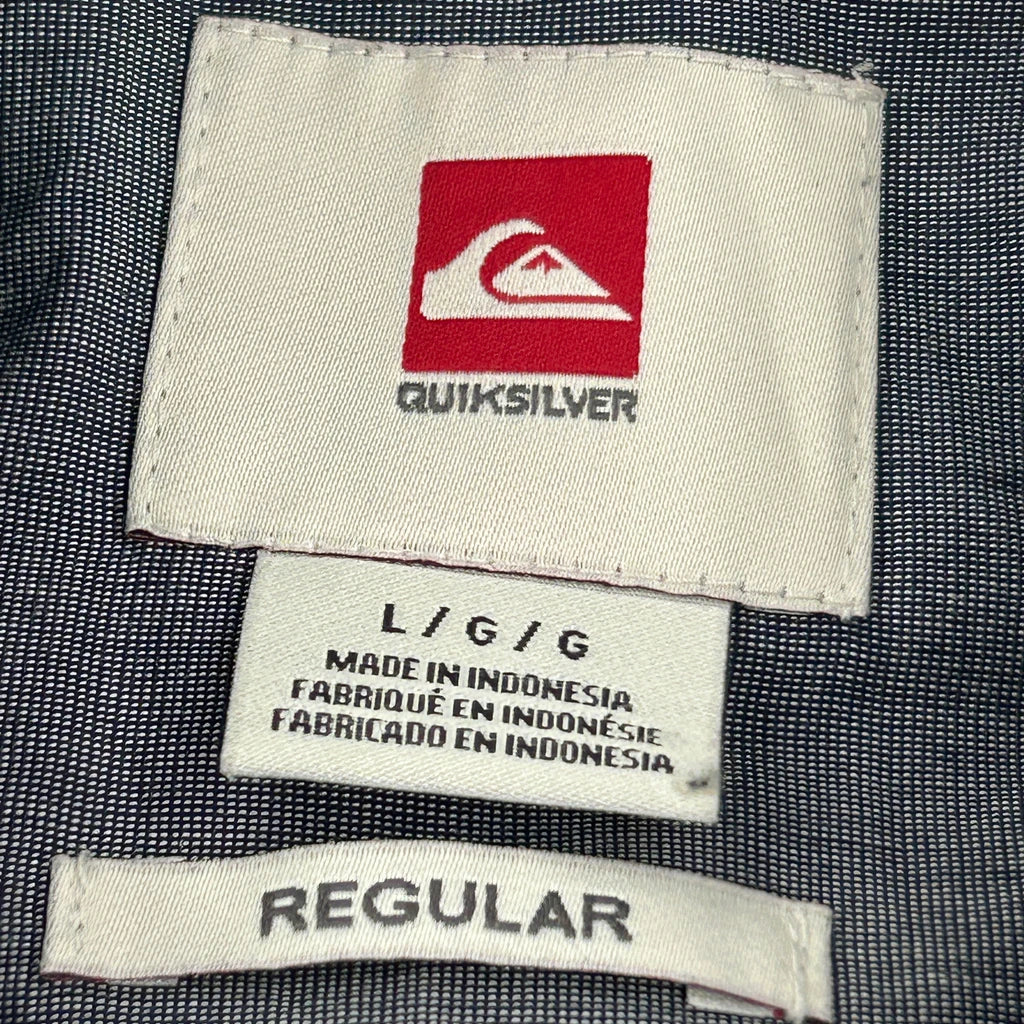 QUIKSILVER
L / G / G
MADE IN INDONESIA
FABRIQUÉ EN INDONÉSIE
FABRICADO EN INDONESIA
REGULAR